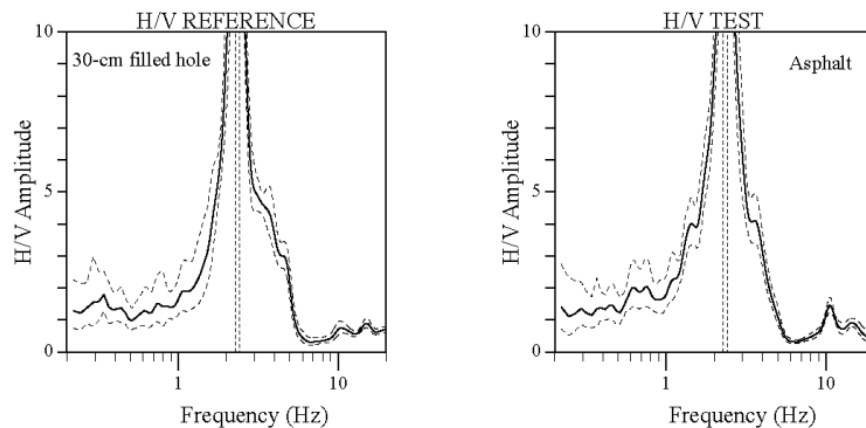 H/V REFERENCE
30-cm filled hole
10
5
0
H/V Amplitude
1
10
Frequency (Hz)
H/V TEST
Asphalt
10
5
0
H/V Amplitude
1
10
Frequency (Hz)